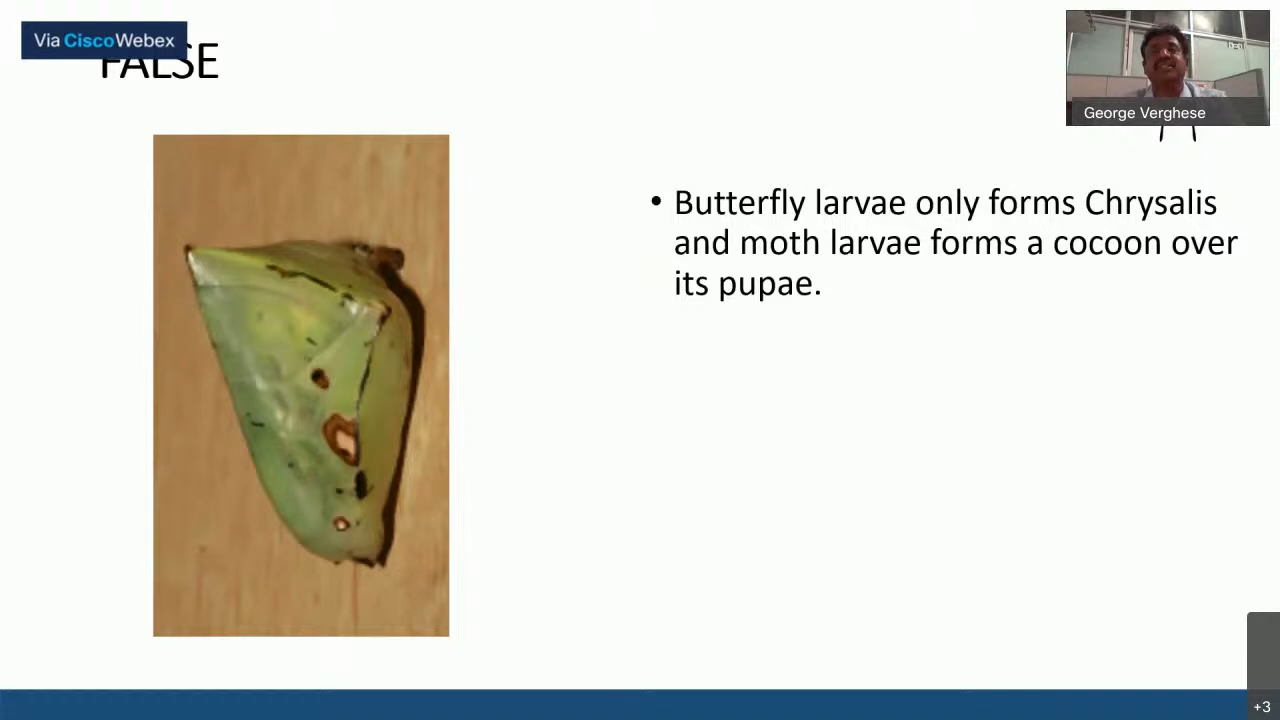 Via CiscoWebex
FALSE
George Verghese
• Butterfly larvae only forms Chrysalis
and moth larvae forms a cocoon over
its pupae.
+3